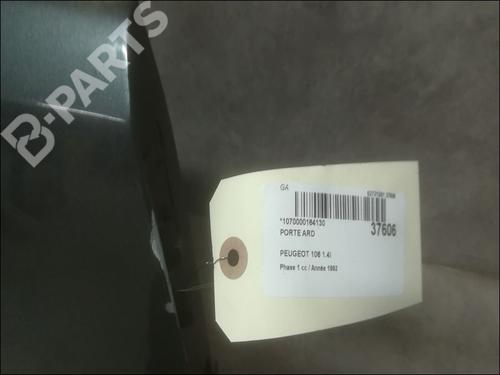 B-PARTS
GA
*1070000164130
37606
PORTE ARD
PEUGEOT 106 1.4i
Phase 1 cc / Année 1992